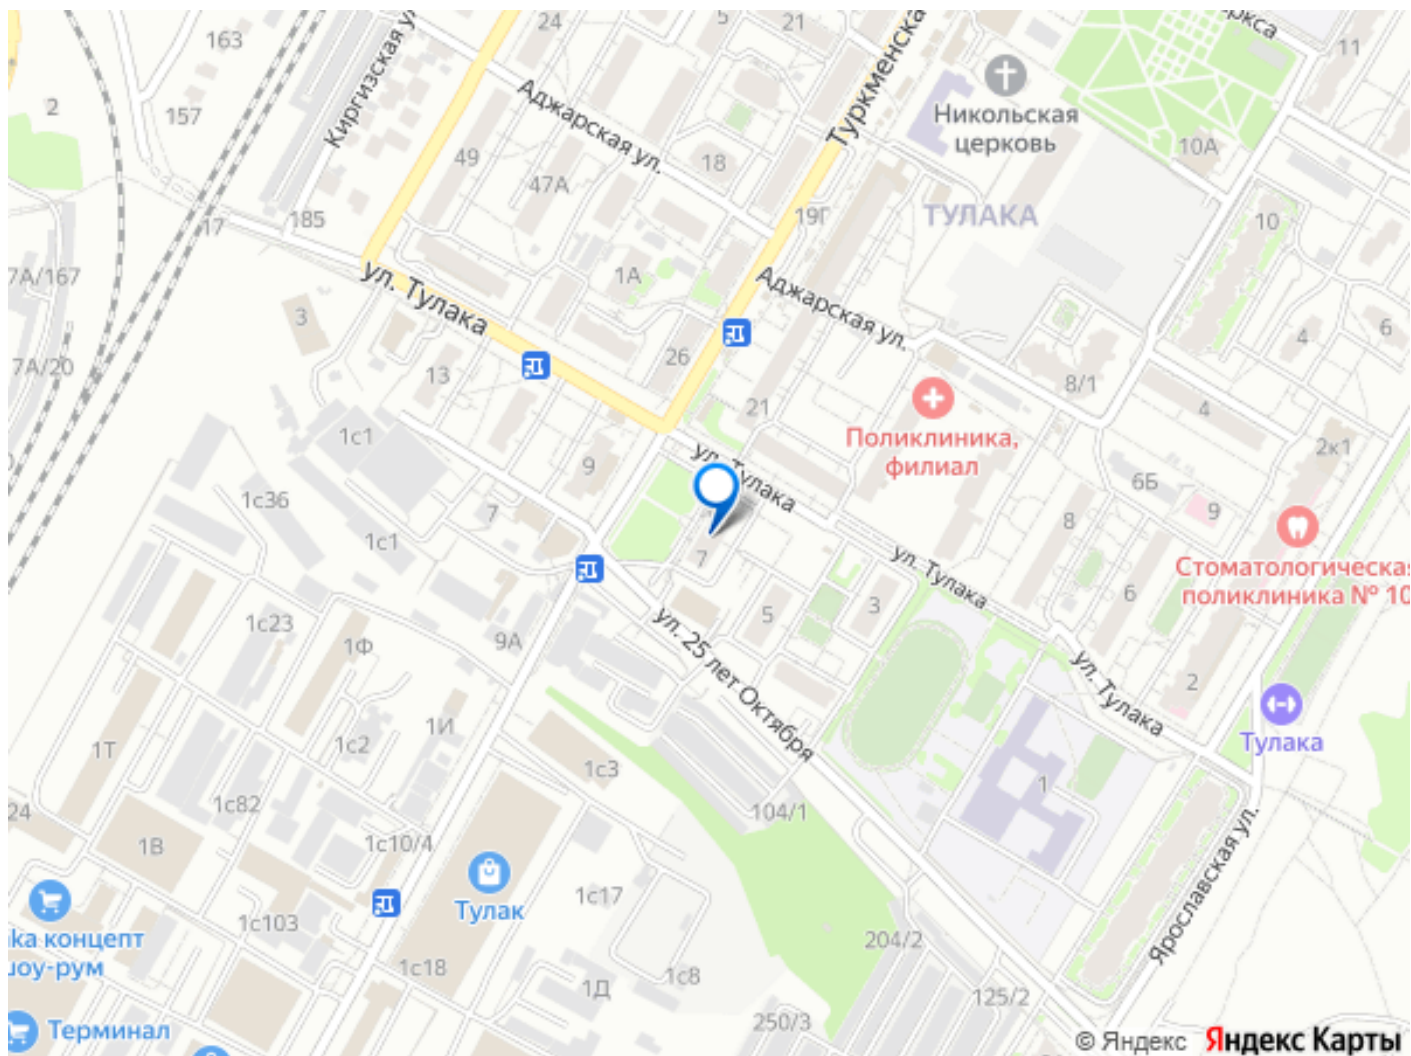 163
24
5
21
11
2
157
Киргизская
Аджарская ул.
Туркменска
Никольская
церковь
10А
49
47А
18
185
17
19Г
ТУЛАКА
10
7А/167
ул. Тулака
1А
Аджарская ул.
3
4
6
7А/20
13
26
8/1
21
4
1с1
9
Поликлиника,
филиал
2к1
ул. Тулака
1с36
7
6Б
9
8
1с1
7
ул. Тулака
Стоматологическая
поликлиника № 10
6
3
5
1с23
1Ф
9А
ул. 25 лет Октября
ул. Тулака
2
1И
1с2
1Т
Тулака
1с3
1
1с82
104/1
24
1В
1с10/4
Ярославская ул.
Тулак
1с17
1с103
ka концепт
204/2
1с18
1с8
1Д
125/2
250/3
Терминал
© Яндекс Яндекс Карты